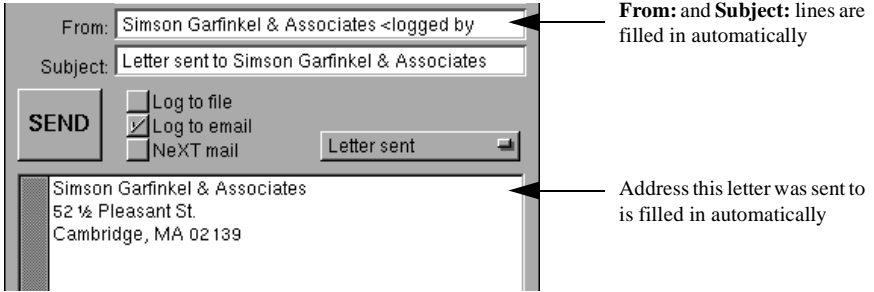 From: Simson Garfinkel & Associates <logged by
Subject: Letter sent to Simson Garfinkel & Associates
From: and Subject: lines are
filled in automatically
SEND
Log to file
Log to email
NeXT mail
Letter sent
Simson Garfinkel & Associates
52 ½ Pleasant St.
Cambridge, MA 02139
Address this letter was sent to
is filled in automatically